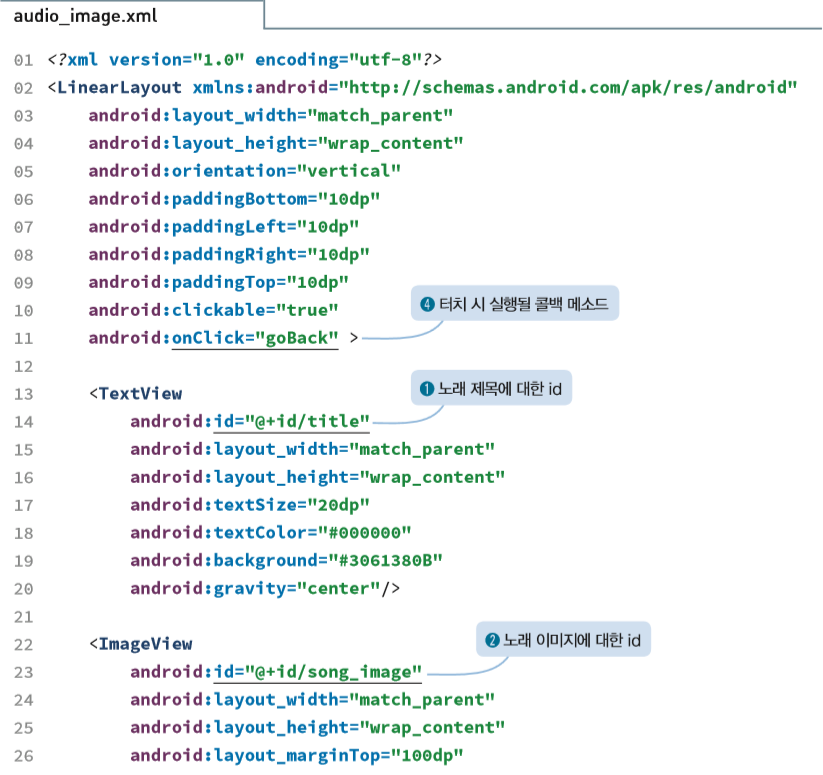 audio_image.xml
01 <?xml version="1.0" encoding="utf-8"?>
02 <LinearLayout xmlns:android="http://schemas.android.com/apk/res/android"
03 android:layout_width="match_parent"
04 android:layout_height="wrap_content"
05 android:orientation="vertical"
06 android:paddingBottom="10dp"
07 android:paddingLeft="10dp"
08 android:paddingRight="10dp"
09 android:paddingTop="10dp"
10 android:clickable="true"
❹ 터치 시 실행될 콜백 메소드
11 android:onClick="goBack" >
12
13 <TextView
❶ 노래 제목에 대한 id
14 android:id="@+id/title"
15 android:layout_width="match_parent"
16 android:layout_height="wrap_content"
17 android:textSize="20dp"
18 android:textColor="#000000"
19 android:background="#3061380B"
20 android:gravity="center"/>
21
22 <ImageView
❷ 노래 이미지에 대한 id
23 android:id="@+id/song_image"
24 android:layout_width="match_parent"
25 android:layout_height="wrap_content"
26 android:layout_marginTop="100dp"